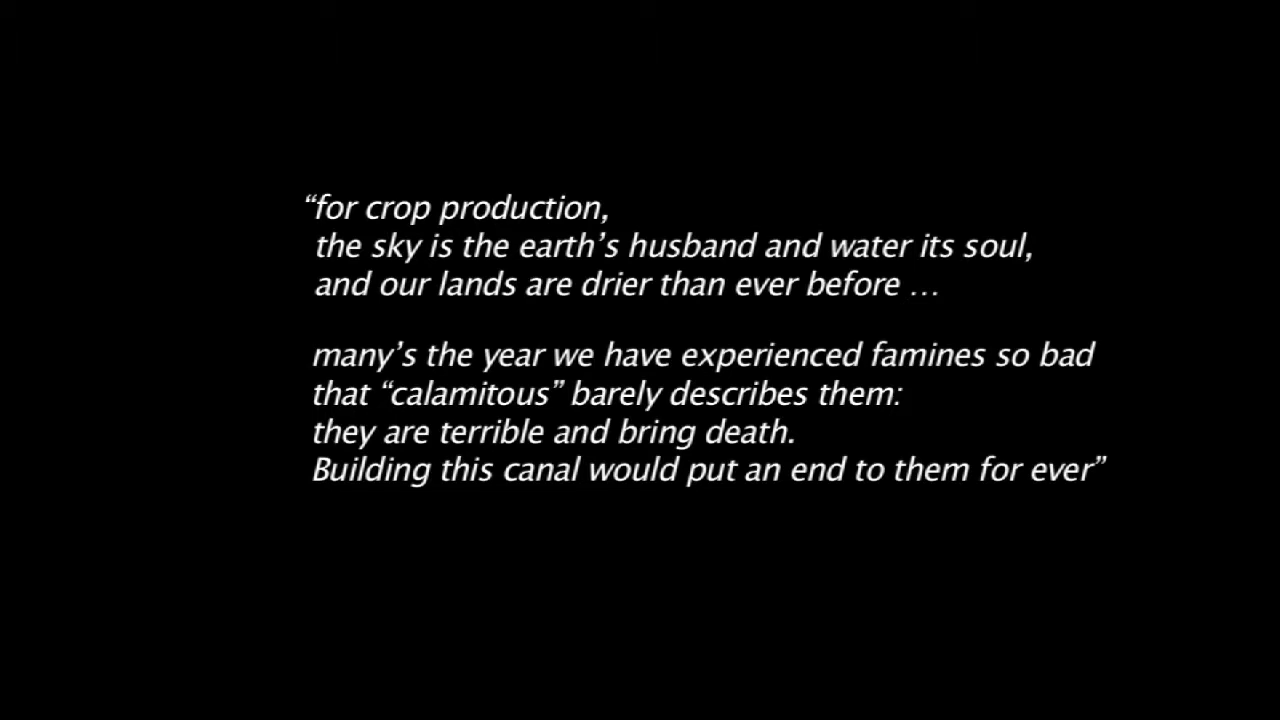 “for crop production,
the sky is the earth’s husband and water its soul,
and our lands are drier than ever before ...
many’s the year we have experienced famines so bad
that “calamitous” barely describes them:
they are terrible and bring death.
Building this canal would put an end to them for ever”